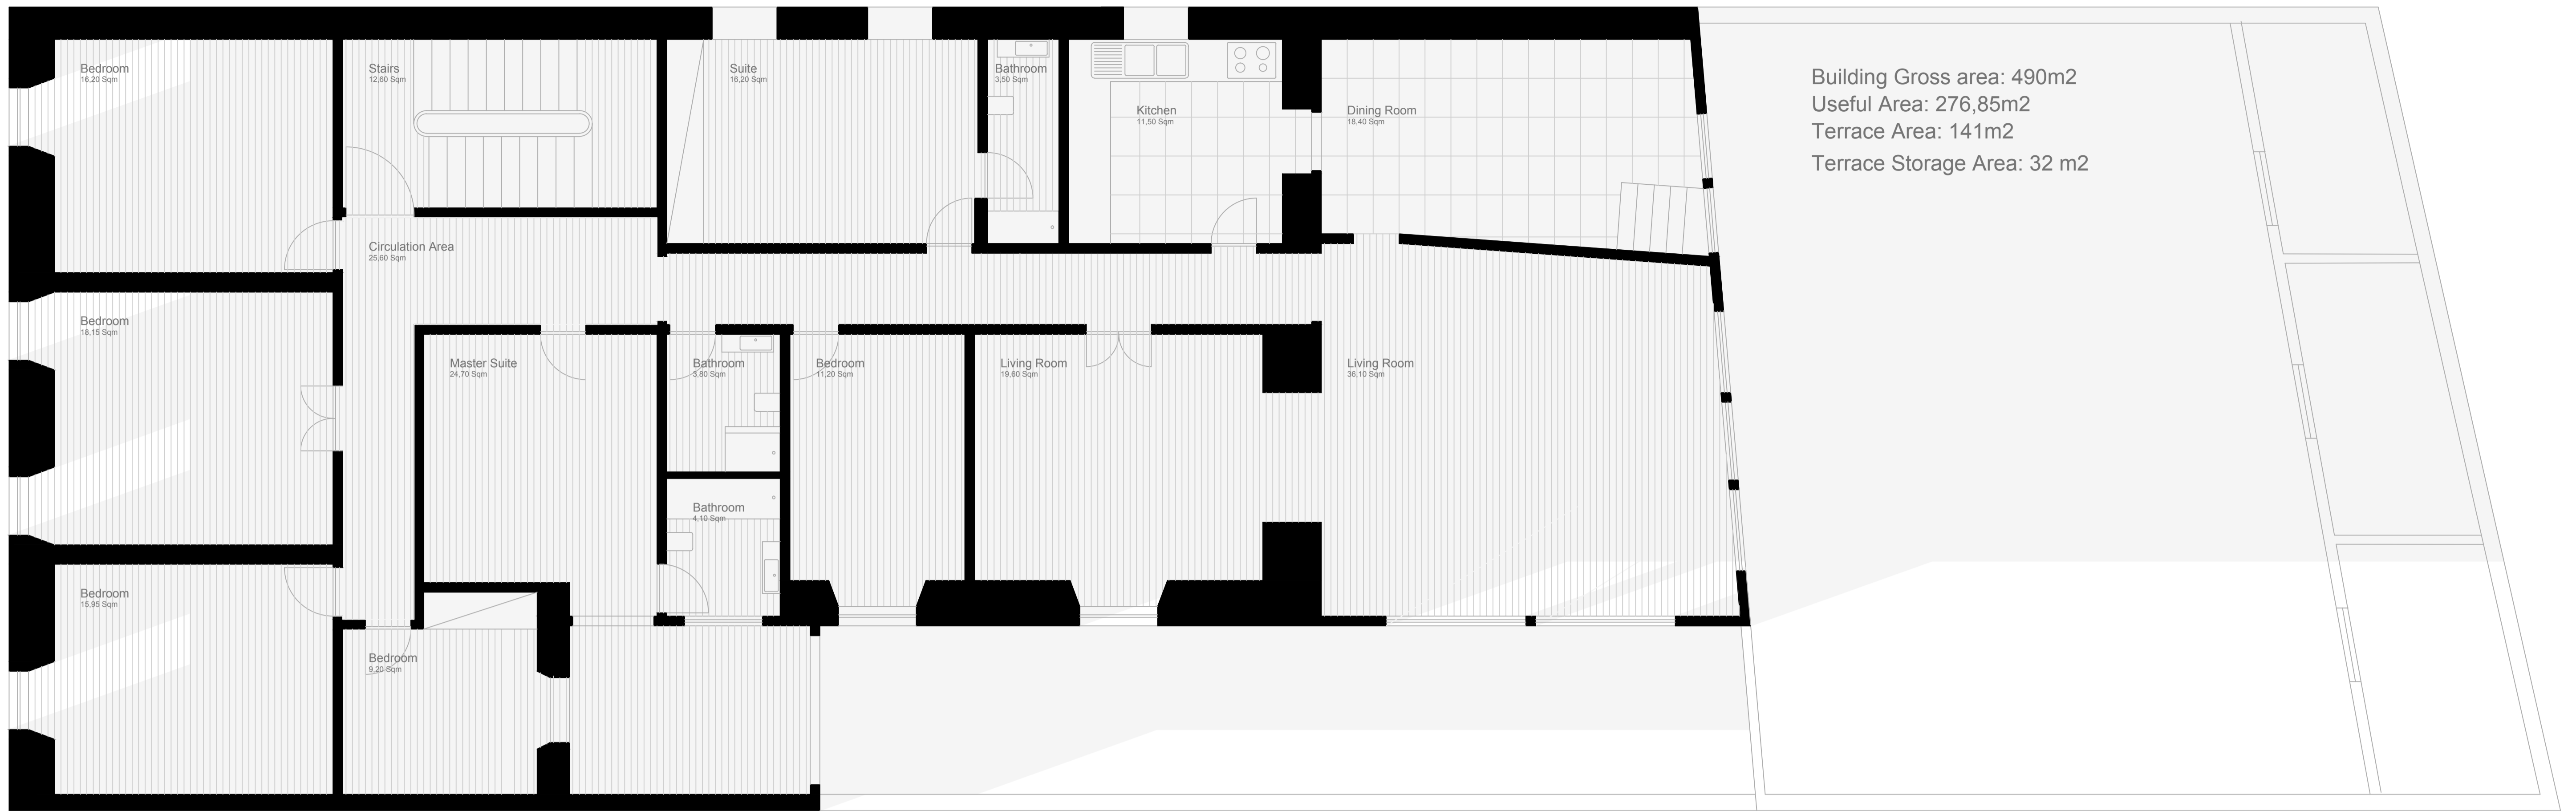 Bedroom
16,20 Sqm
Stairs
12,60 Sqm
Suite
16,20 Sqm
Bathroom
3,50 Sqm
Kitchen
11,50 Sqm
Dining Room
18,40 Sqm
Building Gross area: 490m2
Useful Area: 276,85m2
Terrace Area: 141m2
Terrace Storage Area: 32 m2
Circulation Area
25,60 Sqm
Bedroom
18,15 Sqm
Master Suite
24,70 Sqm
Bathroom
3,80 Sqm
Bedroom
11,20 Sqm
Living Room
19,60 Sqm
Living Room
36,10 Sqm
Bathroom
4,10 Sqm
Bedroom
15,95 Sqm
Bedroom
9,20 Sqm